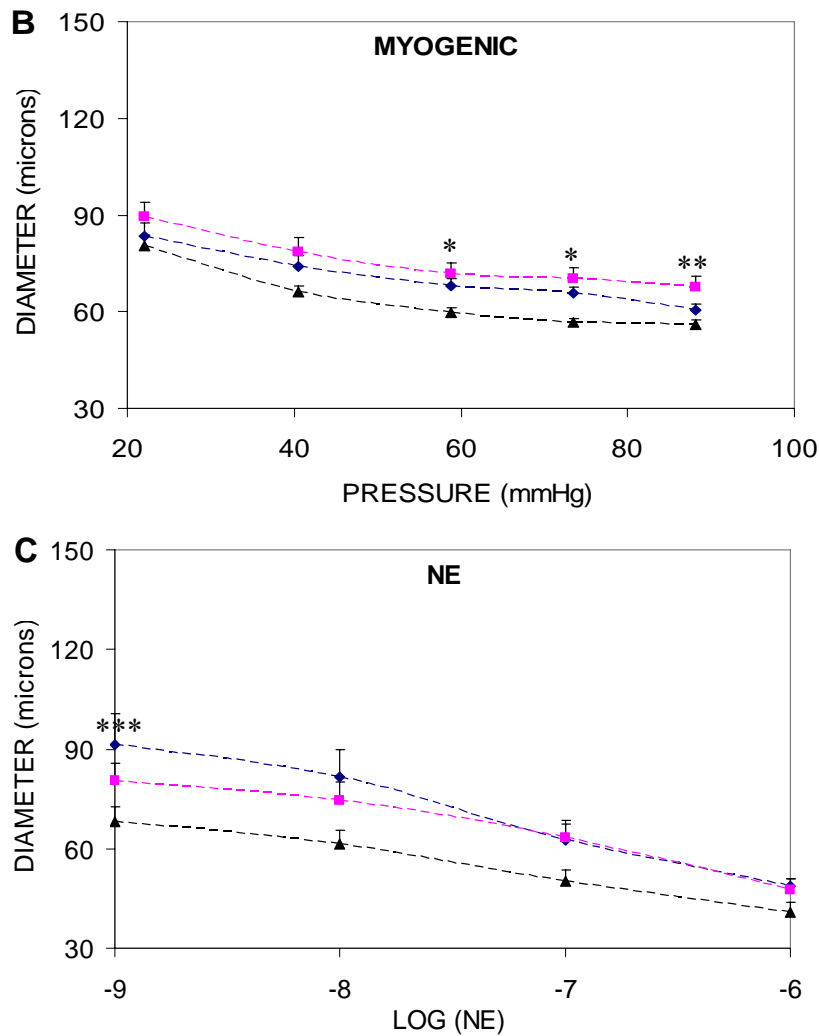 B
MYOGENIC
150
120
90
60
30
DIAMETER (microns)
* * **
20 40 60 80 100
PRESSURE (mmHg)
C
NE
150
120
90
60
30
DIAMETER (microns)
***
-9 -8 -7 -6
LOG (NE)